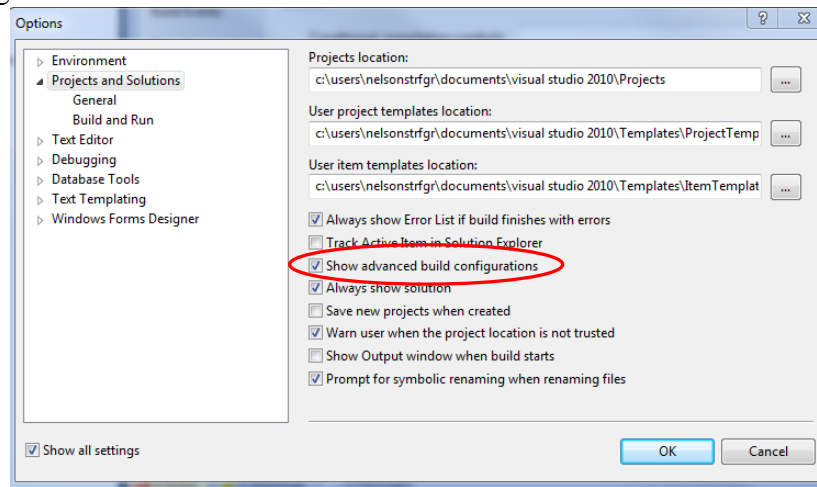 Options
Environment
Projects and Solutions
General
Build and Run
Text Editor
Debugging
Database Tools
Text Templating
Windows Forms Designer
Projects location:
c:\users\nelsonstrfgr\documents\visual studio 2010\Projects
...
User project templates location:
c:\users\nelsonstrfgr\documents\visual studio 2010\Templates\ProjectTemp
...
User item templates location:
c:\users\nelsonstrfgr\documents\visual studio 2010\Templates\ItemTemplat
...
Always show Error List if build finishes with errors
Track Active Item in Solution Explorer
Show advanced build configurations
Always show solution
Save new projects when created
Warn user when the project location is not trusted
Show Output window when build starts
Prompt for symbolic renaming when renaming files
Show all settings
OK Cancel